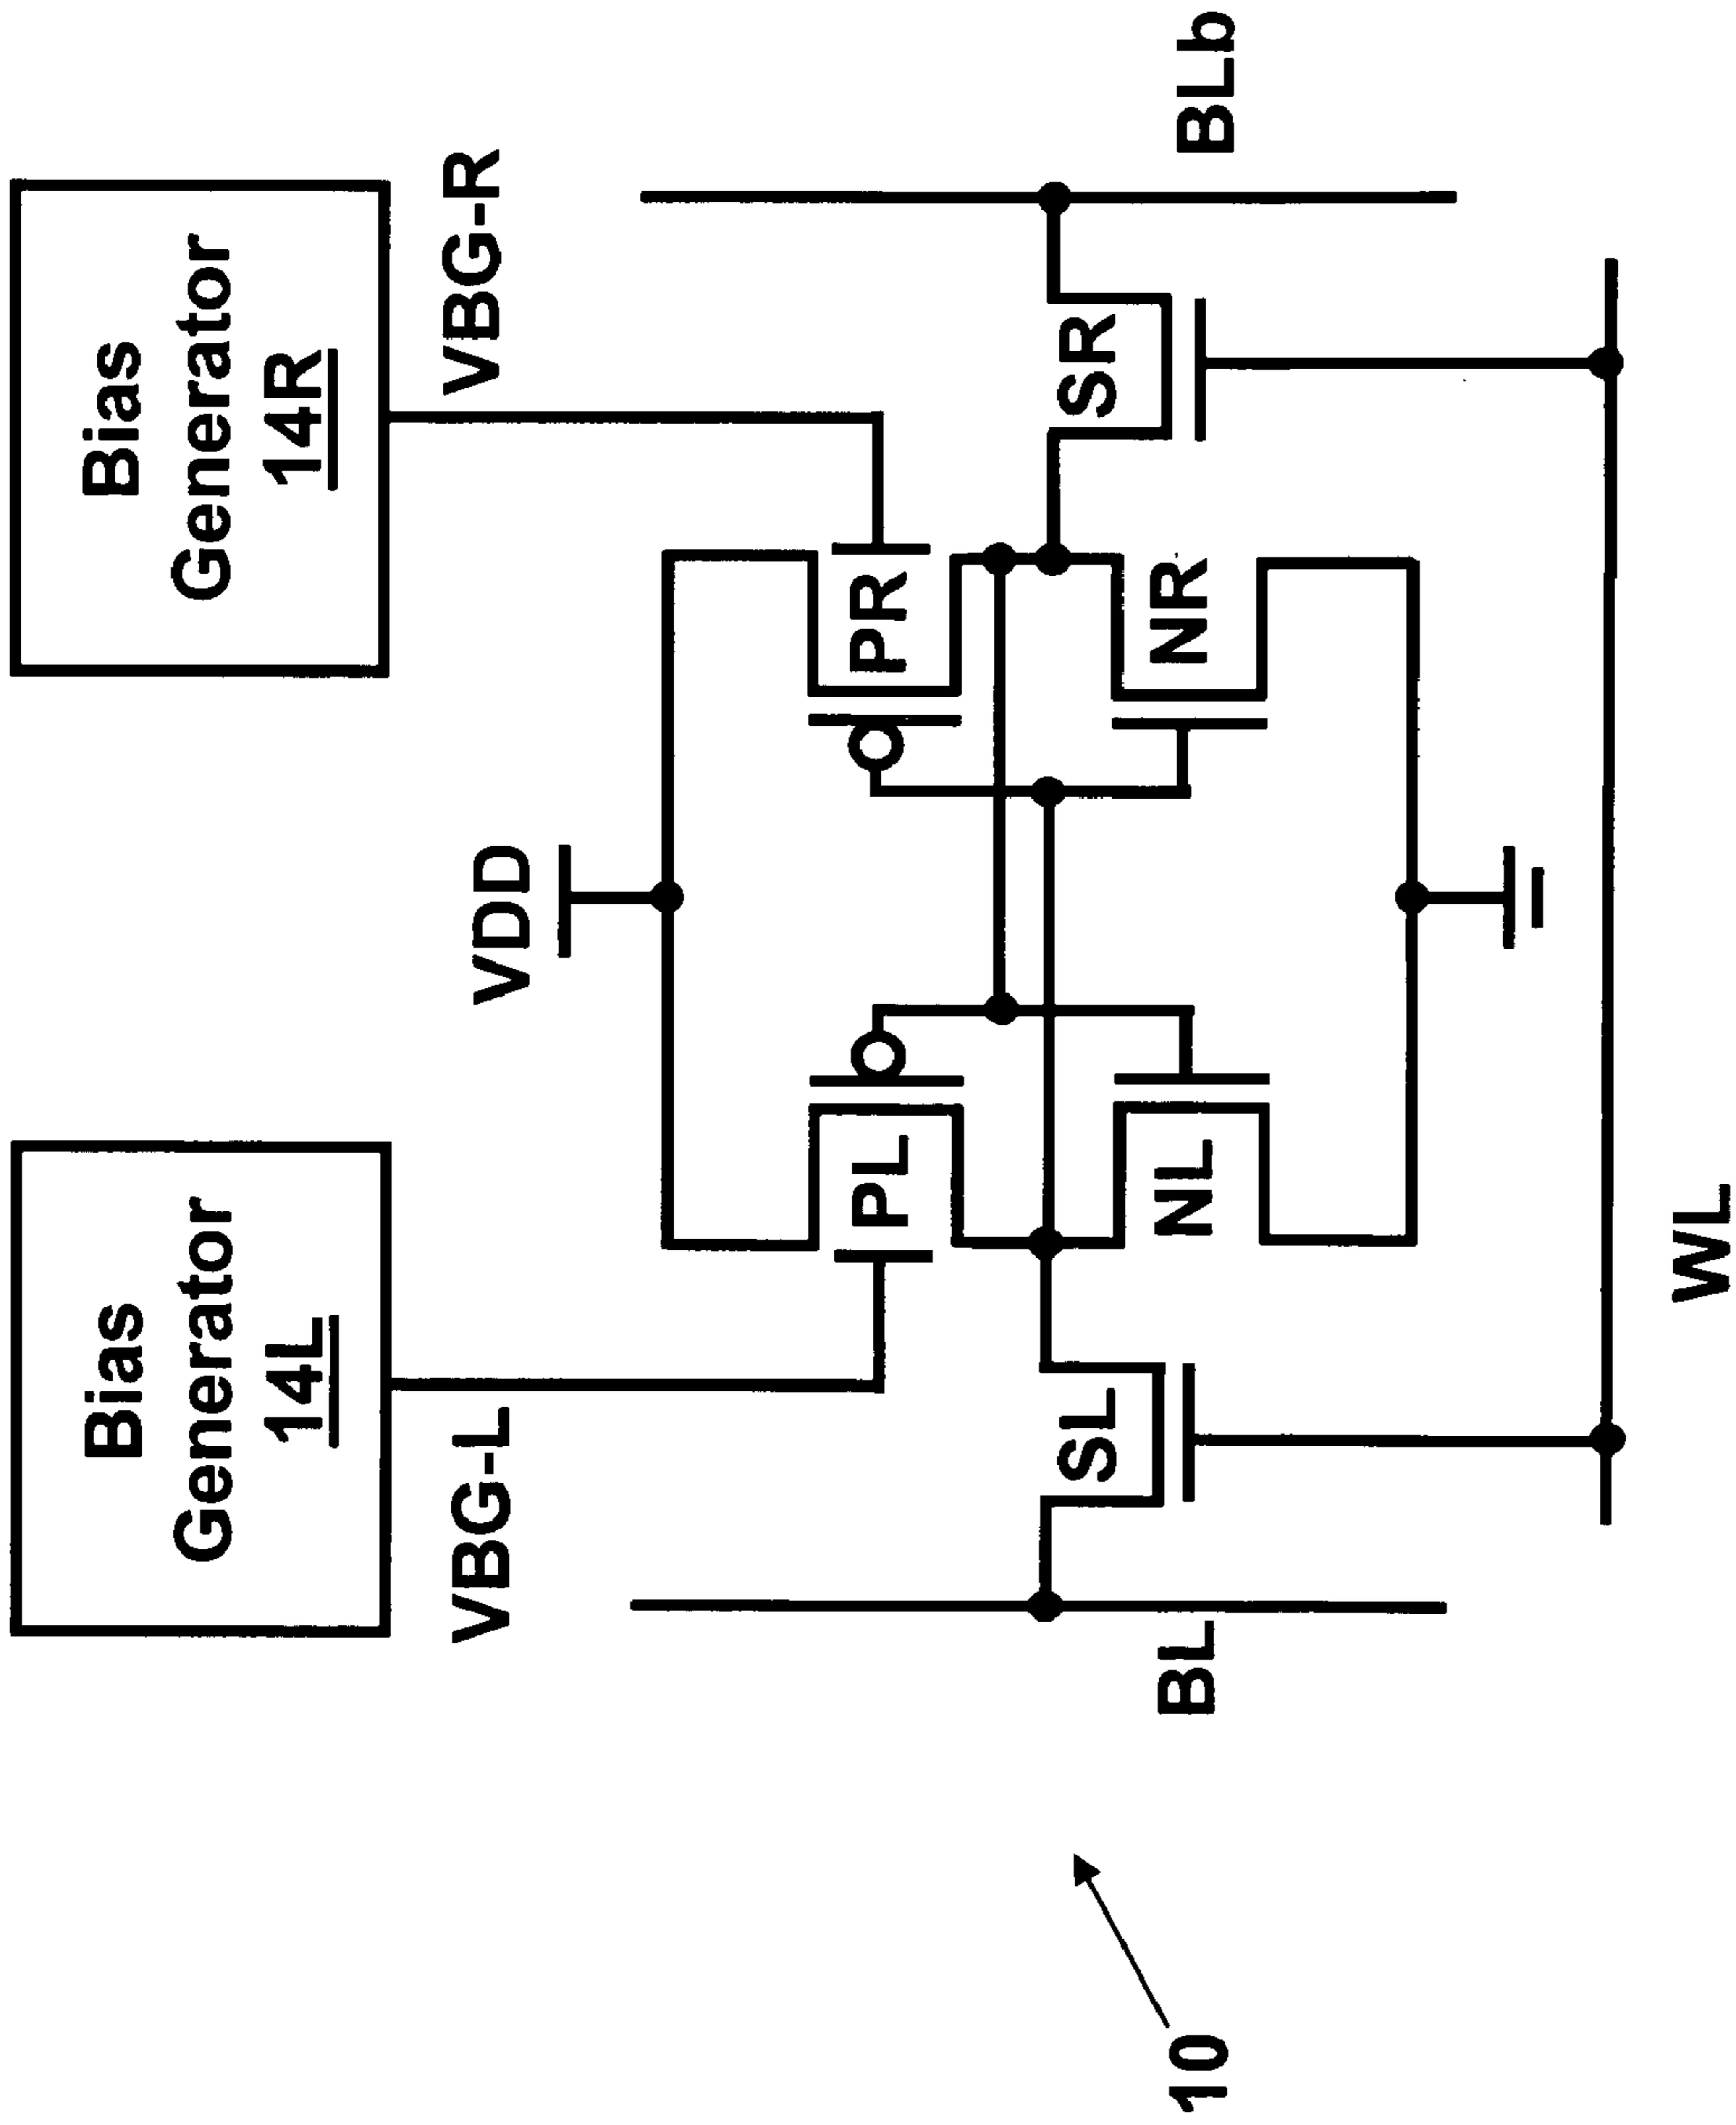 Bias
Generator
14L
Bias
Generator
14R
VBG-L
VDD
VBG-R
PL
PR
SL
SR
BL
NL
NR
BLb
WL
10